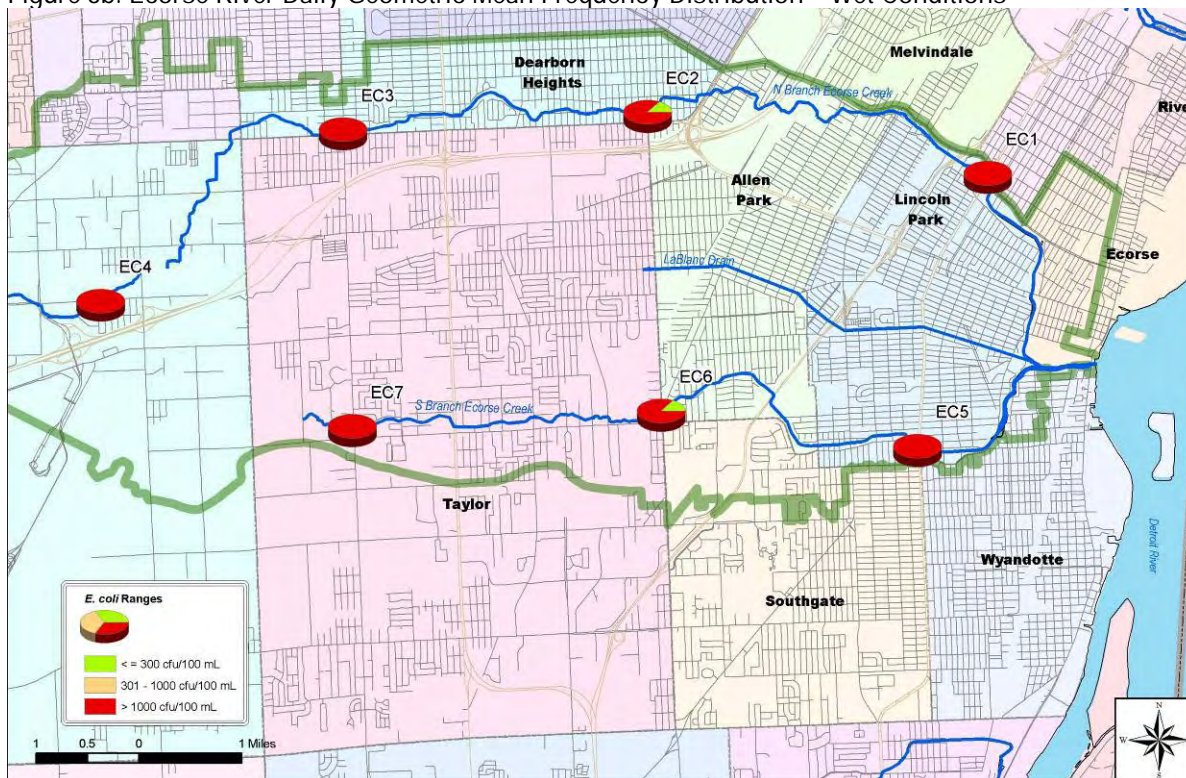 Figure 6b: Ecorse River Daily Geometric Mean Frequency Distribution – Wet Conditions
Melvindale
Dearborn
Heights
EC2
EC3
N Branch Ecorse Creek
EC1
Allen
Park
Lincoln
Park
Ecorse
EC4
LaBlanc Drain
EC6
EC7
S Branch Ecorse Creek
EC5
Taylor
Wyandotte
Southgate
Detroit River
E. coli Ranges
< = 300 cfu/100 mL
301 - 1000 cfu/100 mL
> 1000 cfu/100 mL
1 0.5 0 1 Miles
N
W E
S